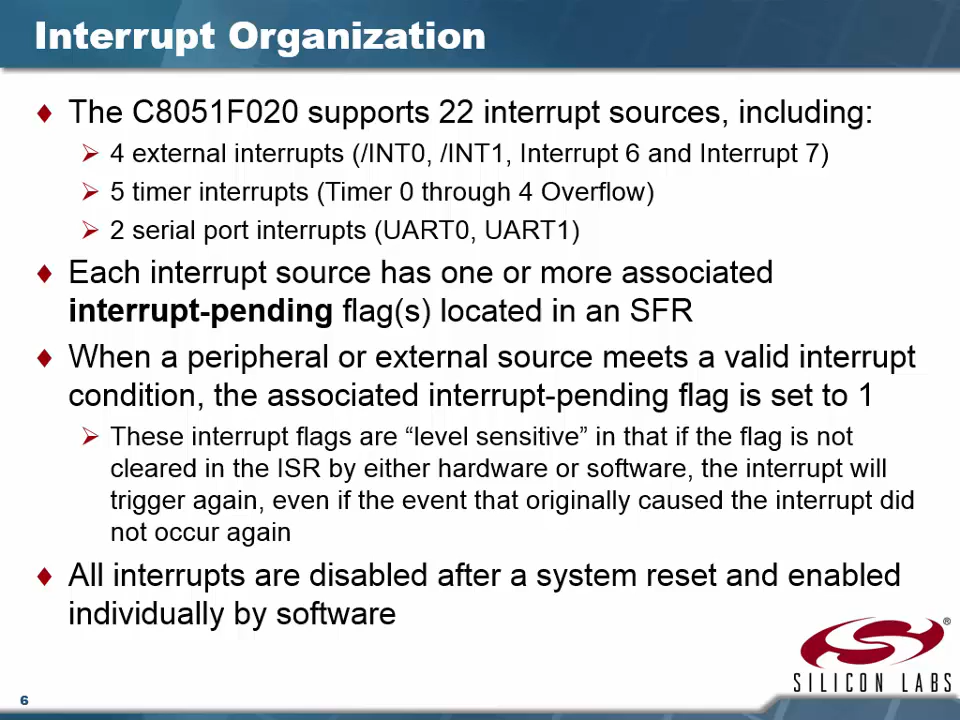 Interrupt Organization
♦ The C8051F020 supports 22 interrupt sources, including:
➢ 4 external interrupts (/INT0, /INT1, Interrupt 6 and Interrupt 7)
➢ 5 timer interrupts (Timer 0 through 4 Overflow)
➢ 2 serial port interrupts (UART0, UART1)
♦ Each interrupt source has one or more associated
interrupt-pending flag(s) located in an SFR
♦ When a peripheral or external source meets a valid interrupt
condition, the associated interrupt-pending flag is set to 1
➢ These interrupt flags are “level sensitive” in that if the flag is not
cleared in the ISR by either hardware or software, the interrupt will
trigger again, even if the event that originally caused the interrupt did
not occur again
♦ All interrupts are disabled after a system reset and enabled
individually by software
®
SILICON LABS
6